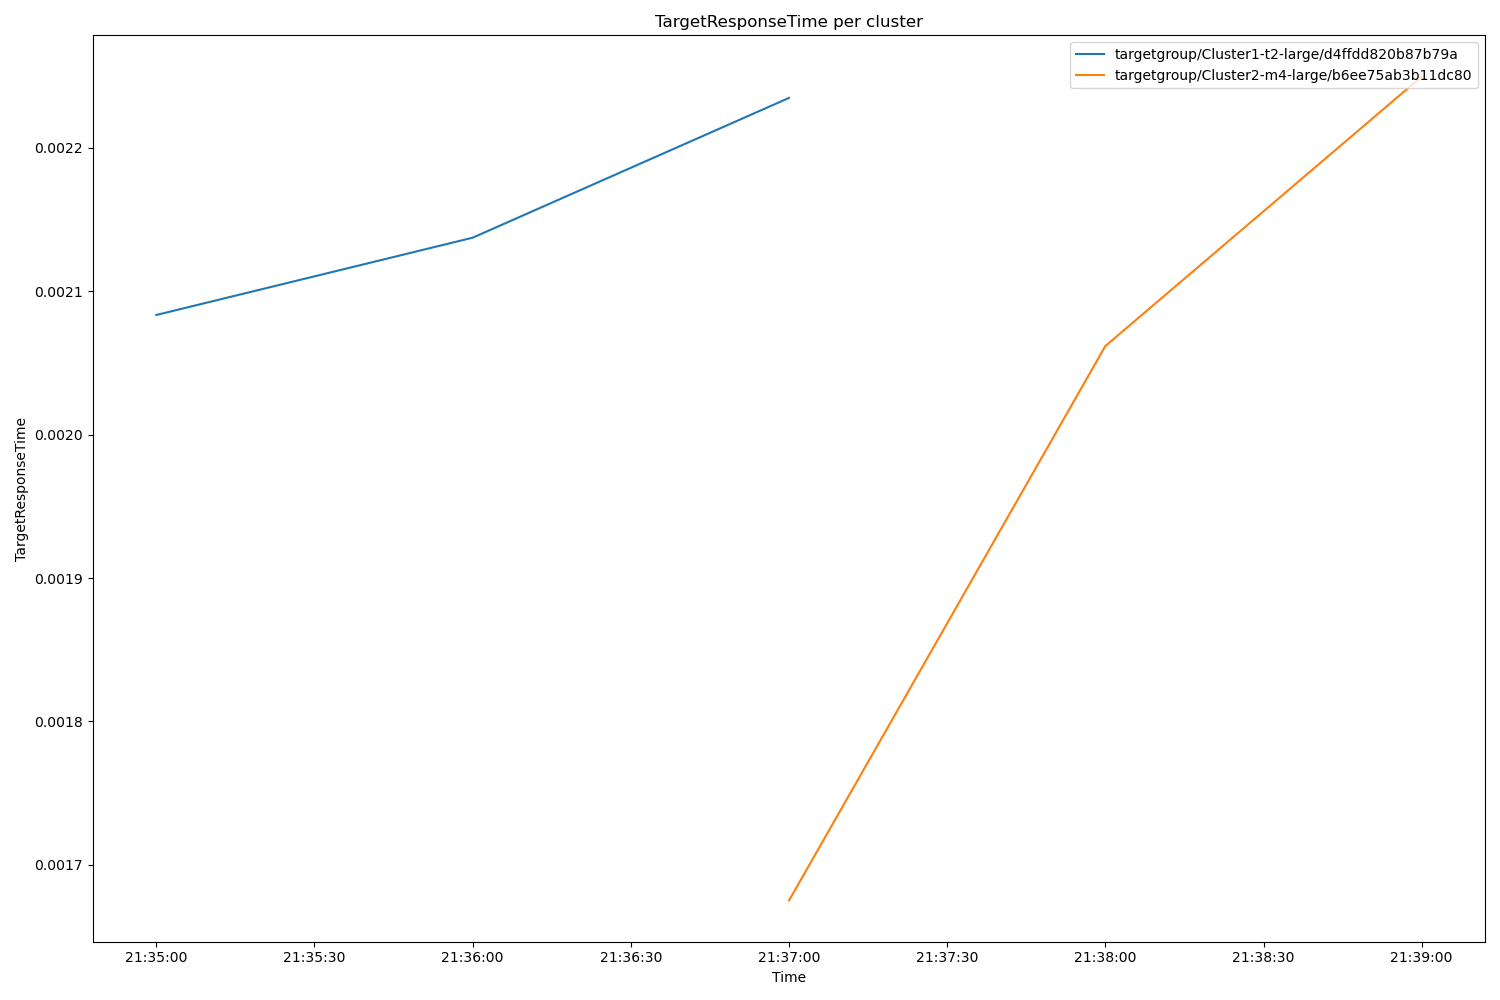 TargetResponseTime per cluster
targetgroup/Cluster1-t2-large/d4ffdd820b87b79a
targetgroup/Cluster2-m4-large/b6ee75ab3b11dc80
TargetResponseTime
0.0022
0.0021
0.0020
0.0019
0.0018
0.0017
21:35:00 21:35:30 21:36:00 21:36:30 21:37:00 21:37:30 21:38:00 21:38:30 21:39:00
Time